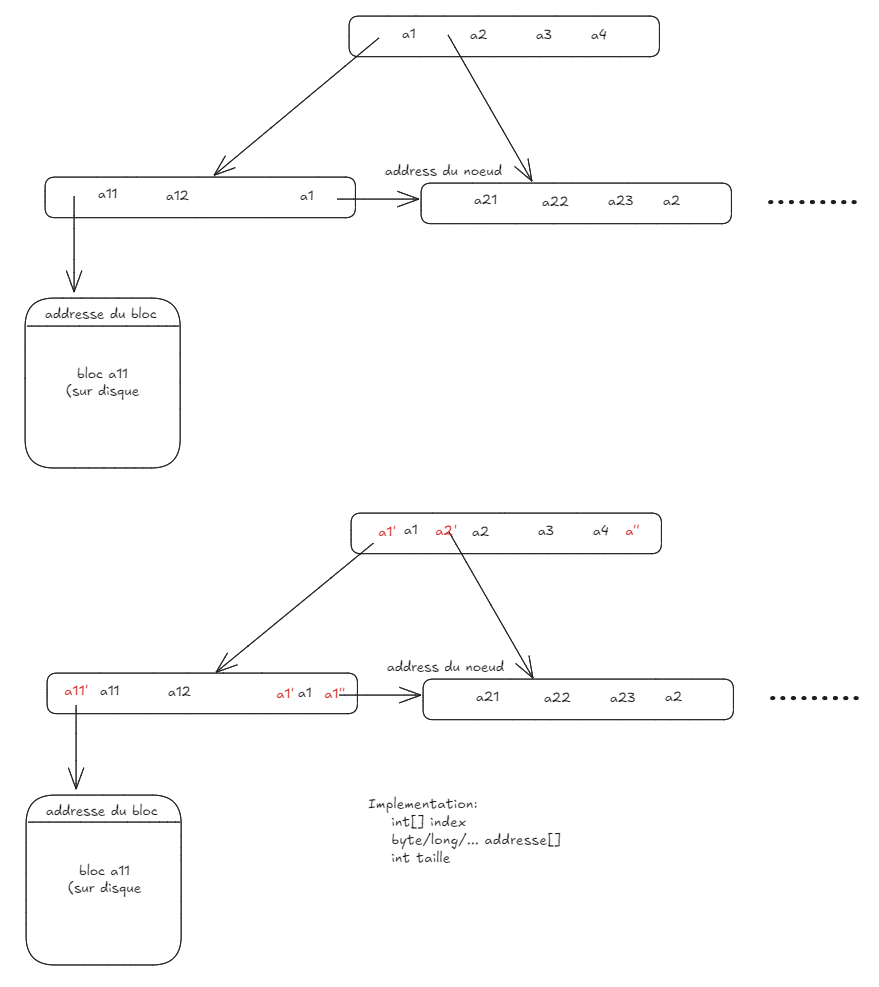 a1 a2 a3 a4
address du noeud
a11 a12 a1
a21 a22 a23 a2
addresse du bloc
bloc a11
(sur disque
a1' a1 a2' a2 a3 a4 a''
address du noeud
a11' a11 a12 a1' a1 a1''
a21 a22 a23 a2
addresse du bloc
bloc a11
(sur disque
Implementation:
int[] index
byte/long/... addresse[]
int taille